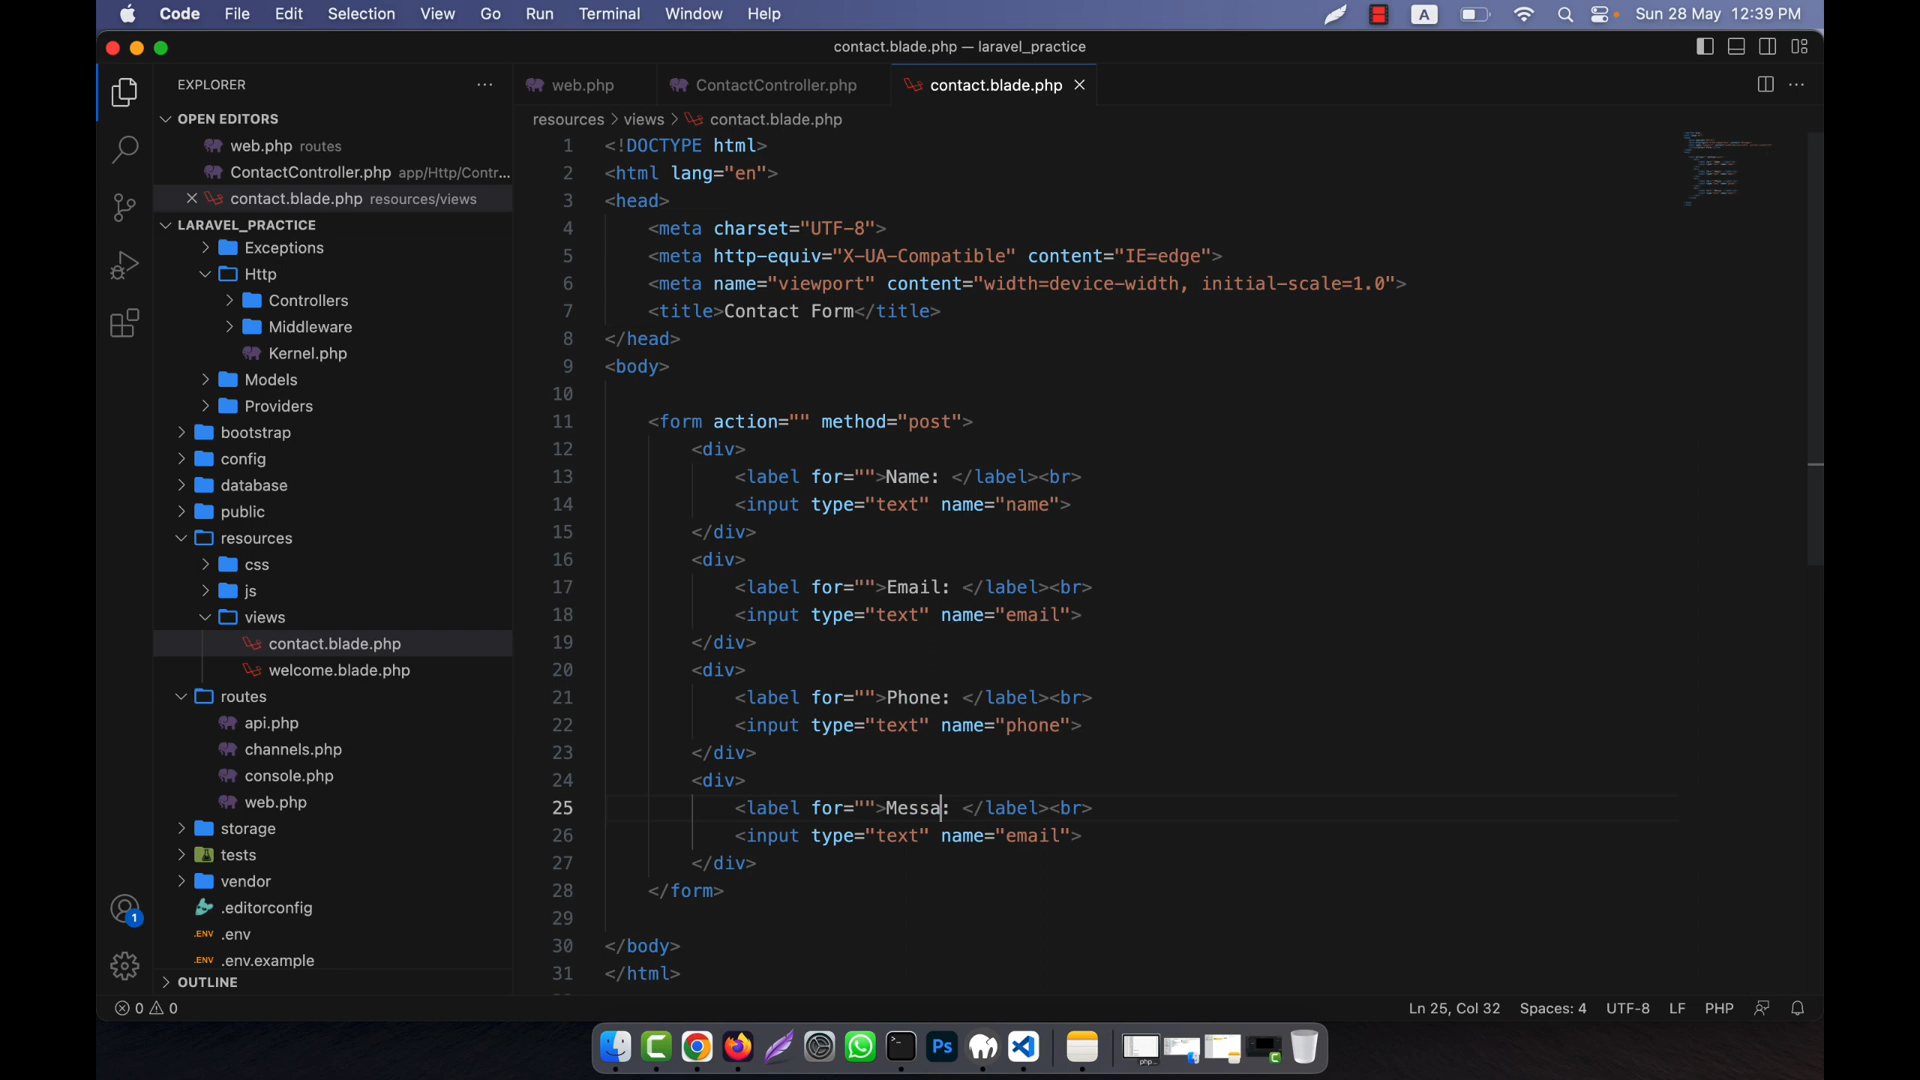 Code File Edit Selection View Go Run Terminal Window Help A Sun 28 May 12:39 PM
contact.blade.php — laravel_practice
EXPLORER
web.php ContactController.php contact.blade.php
OPEN EDITORS
web.php routes
ContactController.php app/Http/Contr...
contact.blade.php resources/views
LARAVEL_PRACTICE
Exceptions
Http
Controllers
Middleware
Kernel.php
Models
Providers
bootstrap
config
database
public
resources
css
js
views
contact.blade.php
welcome.blade.php
routes
api.php
channels.php
console.php
web.php
storage
tests
vendor
.editorconfig
.ENV .env
.ENV .env.example
OUTLINE
resources > views > contact.blade.php
1 <!DOCTYPE html>
2 <html lang="en">
3 <head>
4 <meta charset="UTF-8">
5 <meta http-equiv="X-UA-Compatible" content="IE=edge">
6 <meta name="viewport" content="width=device-width, initial-scale=1.0">
7 <title>Contact Form</title>
8 </head>
9 <body>
10
11 <form action="" method="post">
12 <div>
13 <label for="">Name: </label><br>
14 <input type="text" name="name">
15 </div>
16 <div>
17 <label for="">Email: </label><br>
18 <input type="text" name="email">
19 </div>
20 <div>
21 <label for="">Phone: </label><br>
22 <input type="text" name="phone">
23 </div>
24 <div>
25 <label for="">Messa: </label><br>
26 <input type="text" name="email">
27 </div>
28 </form>
29
30 </body>
31 </html>
1
0 0 Ln 25, Col 32 Spaces: 4 UTF-8 LF PHP
Ps
php